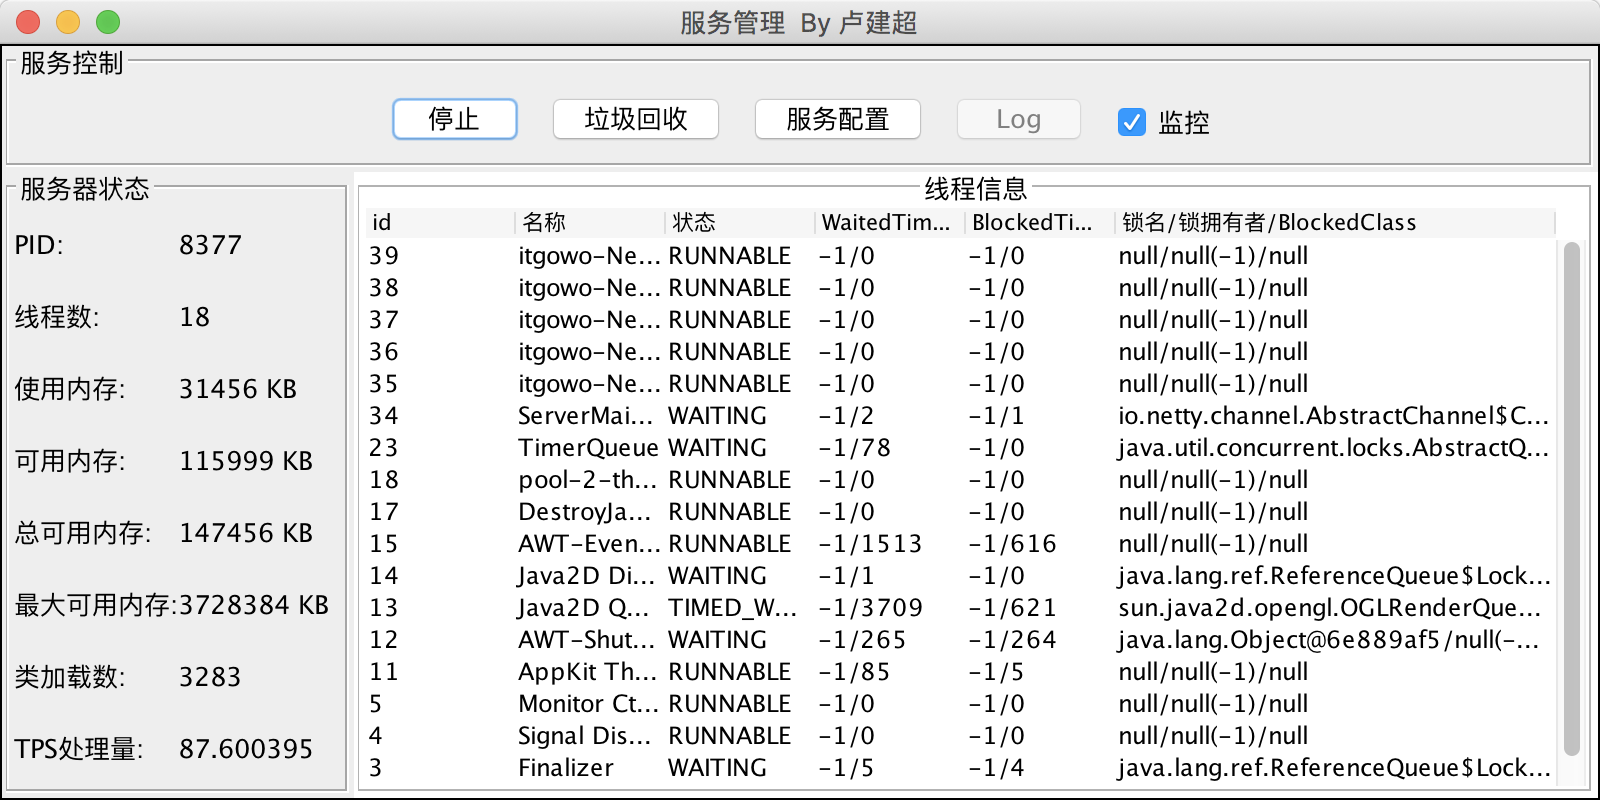 服务管理 By 卢建超
服务控制
停止 垃圾回收 服务配置 Log 监控
服务器状态
PID: 8377
线程数: 18
使用内存: 31456 KB
可用内存: 115999 KB
总可用内存: 147456 KB
最大可用内存: 3728384 KB
类加载数: 3283
TPS处理量: 87.600395
线程信息
id 名称 状态 WaitedTim... BlockedTi... 锁名/锁拥有者/BlockedClass
39 itgowo-Ne... RUNNABLE -1/0 -1/0 null/null(-1)/null
38 itgowo-Ne... RUNNABLE -1/0 -1/0 null/null(-1)/null
37 itgowo-Ne... RUNNABLE -1/0 -1/0 null/null(-1)/null
36 itgowo-Ne... RUNNABLE -1/0 -1/0 null/null(-1)/null
35 itgowo-Ne... RUNNABLE -1/0 -1/0 null/null(-1)/null
34 ServerMai... WAITING -1/2 -1/1 io.netty.channel.AbstractChannel$C...
23 TimerQueue WAITING -1/78 -1/0 java.util.concurrent.locks.AbstractQ...
18 pool-2-th... RUNNABLE -1/0 -1/0 null/null(-1)/null
17 DestroyJa... RUNNABLE -1/0 -1/0 null/null(-1)/null
15 AWT-Even... RUNNABLE -1/1513 -1/616 null/null(-1)/null
14 Java2D Di... WAITING -1/1 -1/0 java.lang.ref.ReferenceQueue$Lock...
13 Java2D Q... TIMED_W... -1/3709 -1/621 sun.java2d.opengl.OGLRenderQue...
12 AWT-Shut... WAITING -1/265 -1/264 java.lang.Object@6e889af5/null(-...
11 AppKit Th... RUNNABLE -1/85 -1/5 null/null(-1)/null
5 Monitor Ct... RUNNABLE -1/0 -1/0 null/null(-1)/null
4 Signal Dis... RUNNABLE -1/0 -1/0 null/null(-1)/null
3 Finalizer WAITING -1/5 -1/4 java.lang.ref.ReferenceQueue$Lock...